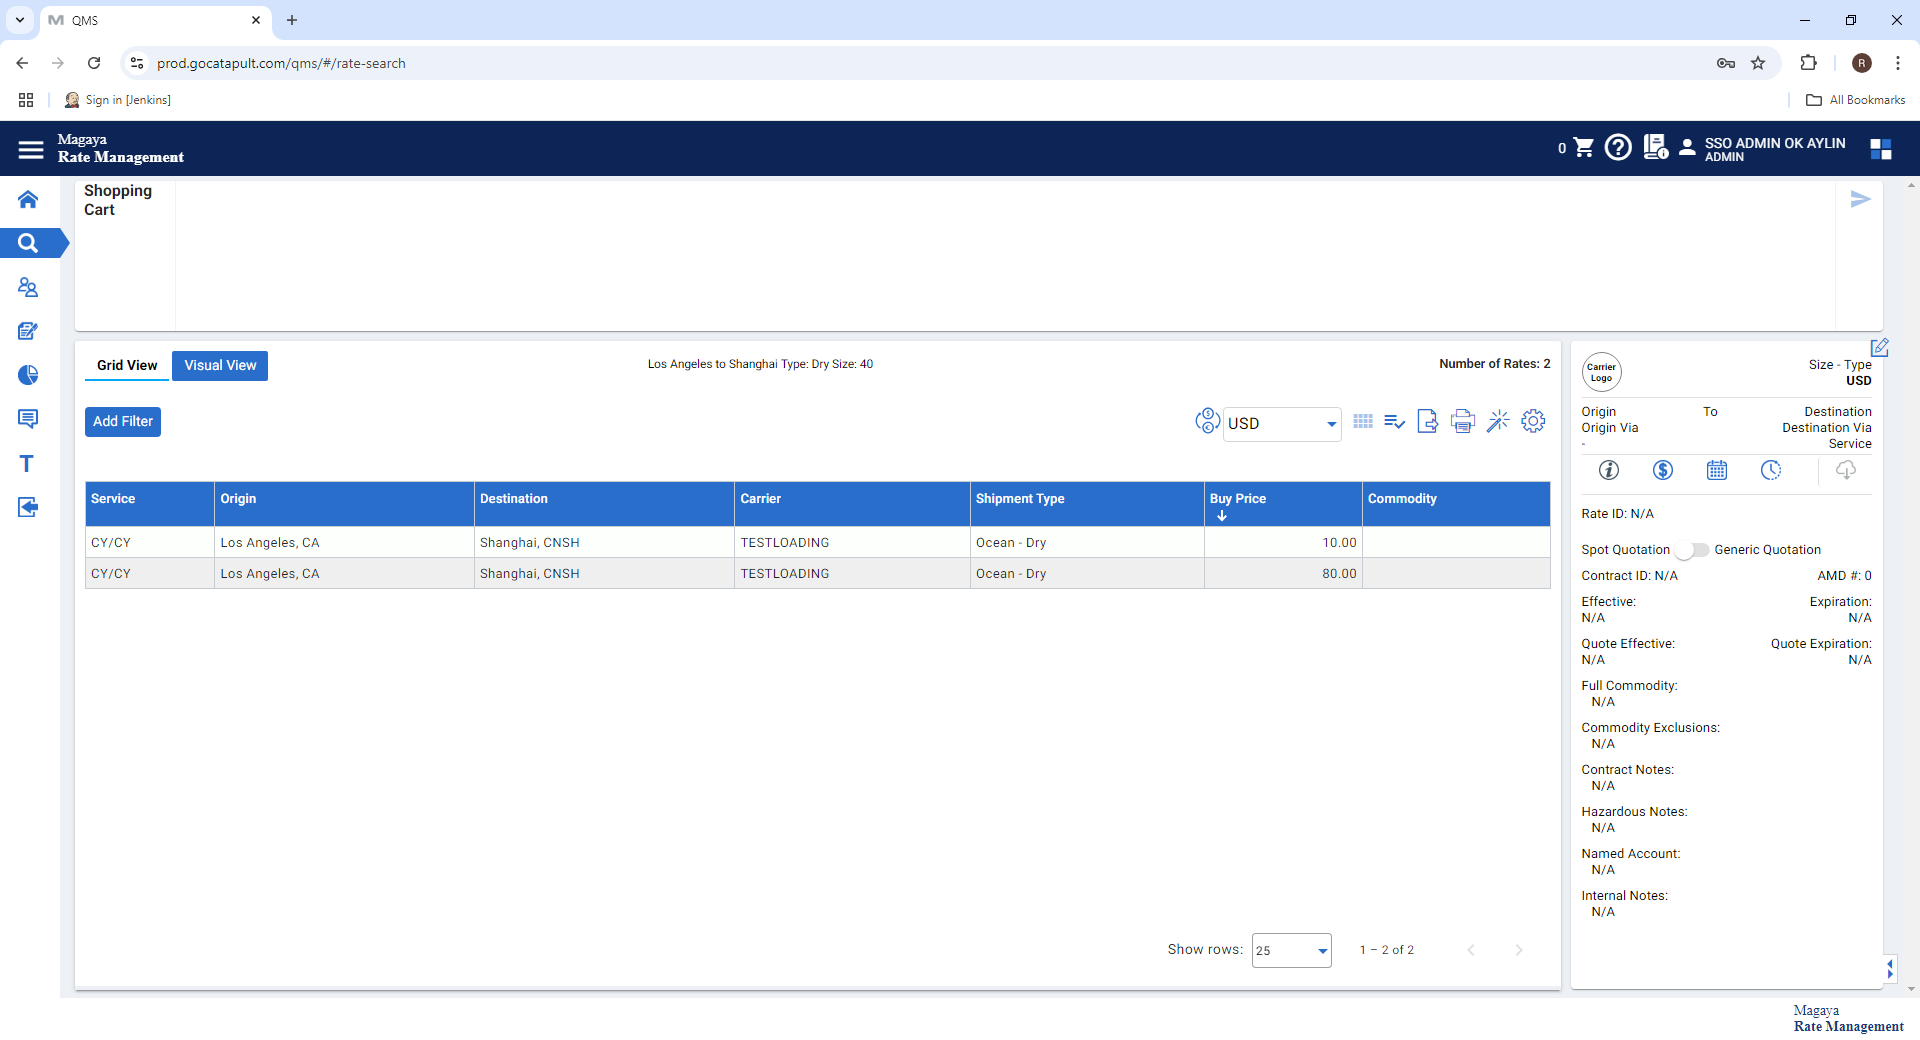 QMS
prod.gocatapult.com/qms/#/rate-search
R
Sign in [Jenkins]
All Bookmarks
Magaya
Rate Management
0
SSO ADMIN OK AYLIN
ADMIN
Shopping
Cart
Grid View
Visual View
Los Angeles to Shanghai Type: Dry Size: 40
Number of Rates: 2
Add Filter
USD
Service Origin Destination Carrier Shipment Type Buy Price Commodity
CY/CY Los Angeles, CA Shanghai, CNSH TESTLOADING Ocean - Dry 10.00
CY/CY Los Angeles, CA Shanghai, CNSH TESTLOADING Ocean - Dry 80.00
Show rows: 25 1 – 2 of 2
Carrier
Logo
Size - Type
USD
Origin To Destination
Origin Via Destination Via
- Service
Rate ID: N/A
Spot Quotation Generic Quotation
Contract ID: N/A AMD #: 0
Effective: Expiration:
N/A N/A
Quote Effective: Quote Expiration:
N/A N/A
Full Commodity:
N/A
Commodity Exclusions:
N/A
Contract Notes:
N/A
Hazardous Notes:
N/A
Named Account:
N/A
Internal Notes:
N/A
Magaya
Rate Management